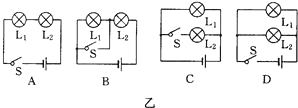 L₁ L₂ L₁ L₂ L₁ L₁
S L₂ L₂
S S S
A B C D
乙